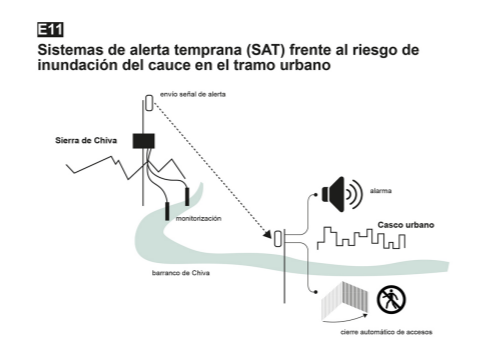 E11
Sistemas de alerta temprana (SAT) frente al riesgo de
inundación del cauce en el tramo urbano
envío señal de alerta
Sierra de Chiva
alarma
monitorización
Casco urbano
barranco de Chiva
cierre automático de accesos